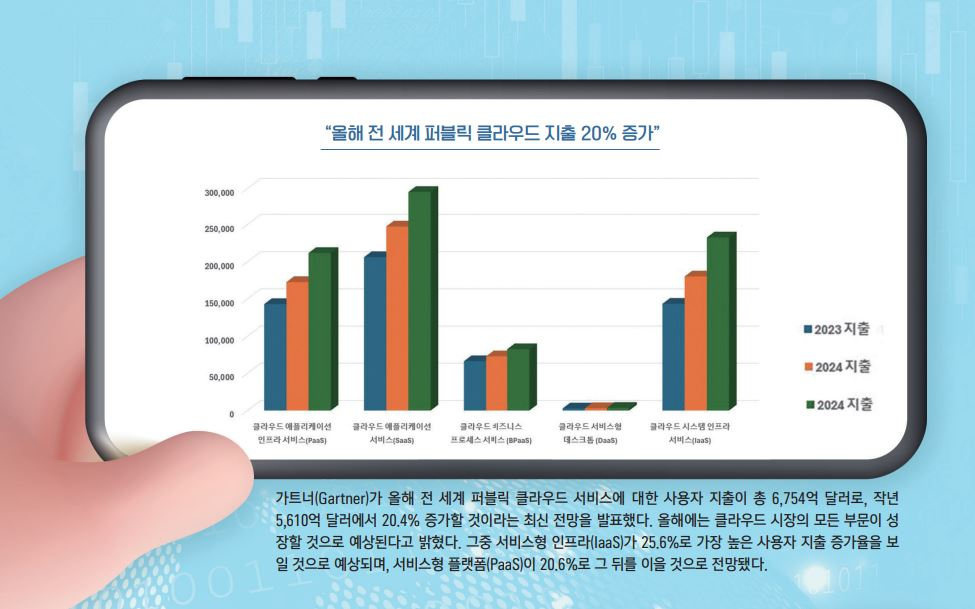 “올해 전 세계 퍼블릭 클라우드 지출 20% 증가”
300,000
250,000
200,000
150,000
100,000
50,000
0
클라우드 애플리케이션
인프라 서비스(PaaS)
클라우드 애플리케이션
서비스(SaaS)
클라우드 비즈니스
프로세스 서비스 (BPaaS)
클라우드 서비스형
데스크톱 (DaaS)
클라우드 시스템 인프라
서비스(IaaS)
2023 지출
2024 지출
2024 지출
가트너(Gartner)가 올해 전 세계 퍼블릭 클라우드 서비스에 대한 사용자 지출이 총 6,754억 달러로, 작년
5,610억 달러에서 20.4% 증가할 것이라는 최신 전망을 발표했다. 올해에는 클라우드 시장의 모든 부문이 성
장할 것으로 예상된다고 밝혔다. 그중 서비스형 인프라(IaaS)가 25.6%로 가장 높은 사용자 지출 증가율을 보
일 것으로 예상되며, 서비스형 플랫폼(PaaS)이 20.6%로 그 뒤를 이을 것으로 전망됐다.